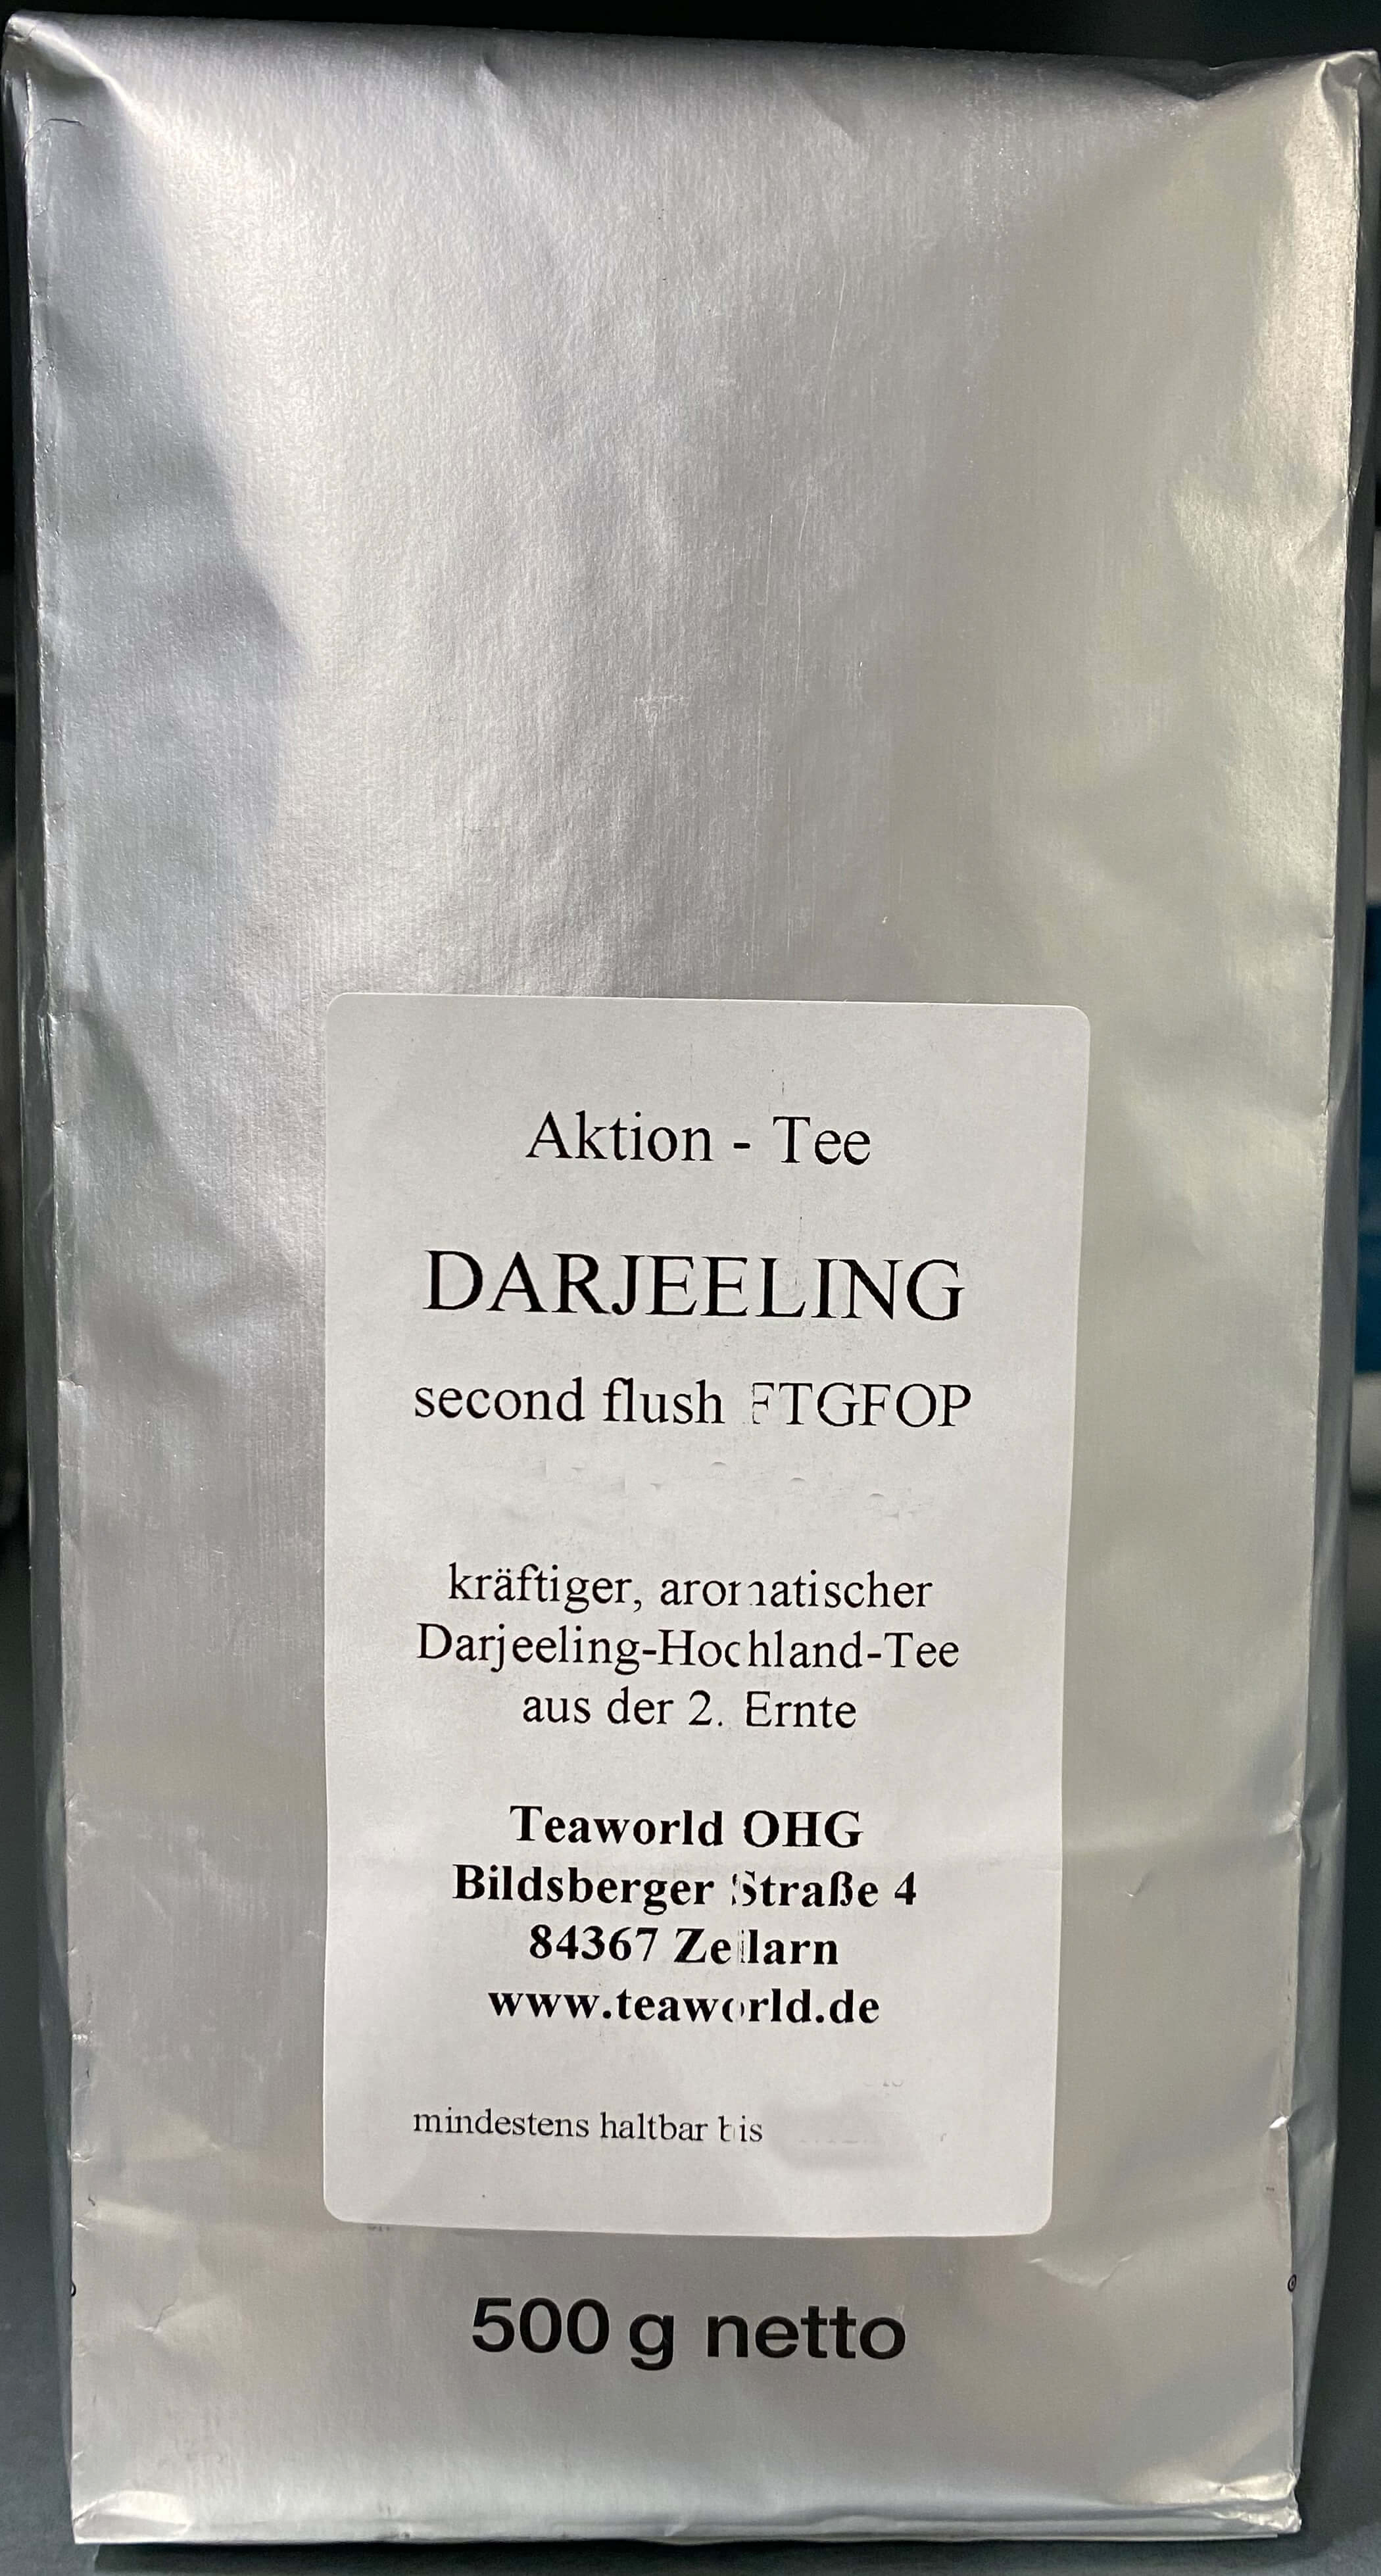 Aktion - Tee
DARJEELING
second flush FTGFOP
kräftiger, aromatischer
Darjeeling-Hochland-Tee
aus der 2. Ernte
Teaworld OHG
Bildsberger Straße 4
84367 Zeilarn
www.teaworld.de
mindestens haltbar bis
500 g netto